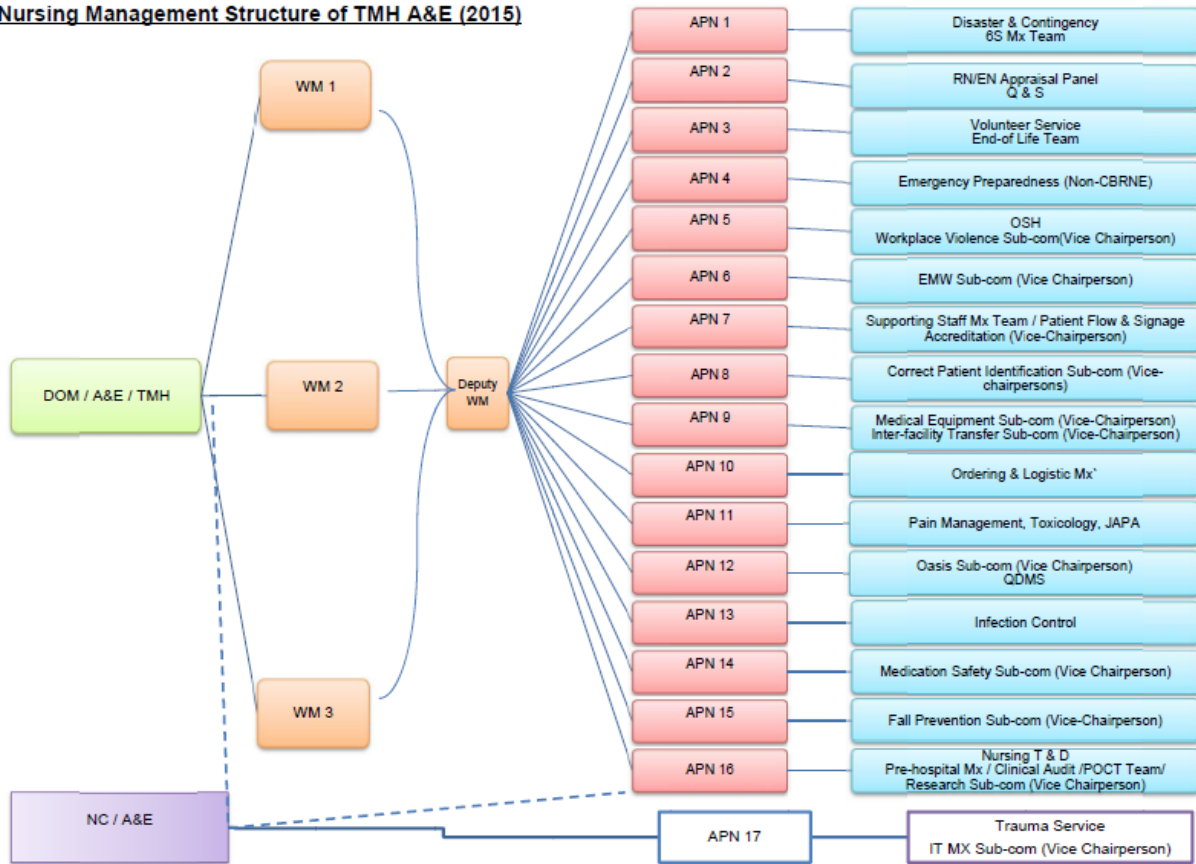 Nursing Management Structure of TMH A&E (2015)
DOM / A&E / TMH
NC / A&E
WM 1
WM 2
WM 3
Deputy
WM
APN 1
Disaster & Contingency
6S Mx Team
APN 2
RN/EN Appraisal Panel
Q & S
APN 3
Volunteer Service
End-of Life Team
APN 4
Emergency Preparedness (Non-CBRNE)
APN 5
OSH
Workplace Violence Sub-com(Vice Chairperson)
APN 6
EMW Sub-com (Vice Chairperson)
APN 7
Supporting Staff Mx Team / Patient Flow & Signage
Accreditation (Vice-Chairperson)
APN 8
Correct Patient Identification Sub-com (Vice-
chairpersons)
APN 9
Medical Equipment Sub-com (Vice-Chairperson)
Inter-facility Transfer Sub-com (Vice-Chairperson)
APN 10
Ordering & Logistic Mx`
APN 11
Pain Management, Toxicology, JAPA
APN 12
Oasis Sub-com (Vice Chairperson)
QDMS
APN 13
Infection Control
APN 14
Medication Safety Sub-com (Vice Chairperson)
APN 15
Fall Prevention Sub-com (Vice-Chairperson)
APN 16
Nursing T & D
Pre-hospital Mx / Clinical Audit /POCT Team/
Research Sub-com (Vice Chairperson)
APN 17
Trauma Service
IT MX Sub-com (Vice Chairperson)